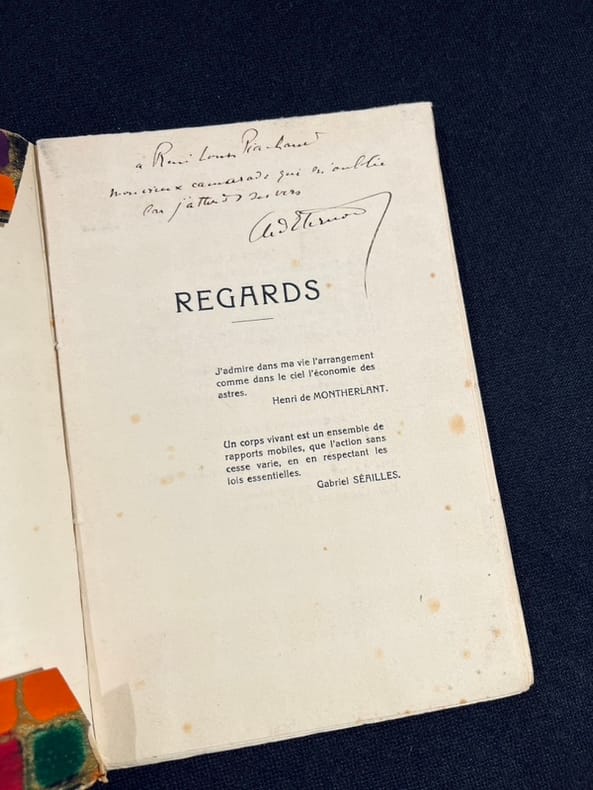 à René Louis Piachaud
mon vieux camarade qui n'oublie
pas j'attends des vers
REGARDS
J'admire dans ma vie l'arrangement
comme dans le ciel l'économie des
astres.
Henri de MONTHERLANT.
Un corps vivant est un ensemble de
rapports mobiles, que l'action sans
cesse varie, en en respectant les
lois essentielles.
Gabriel SÉAILLES.